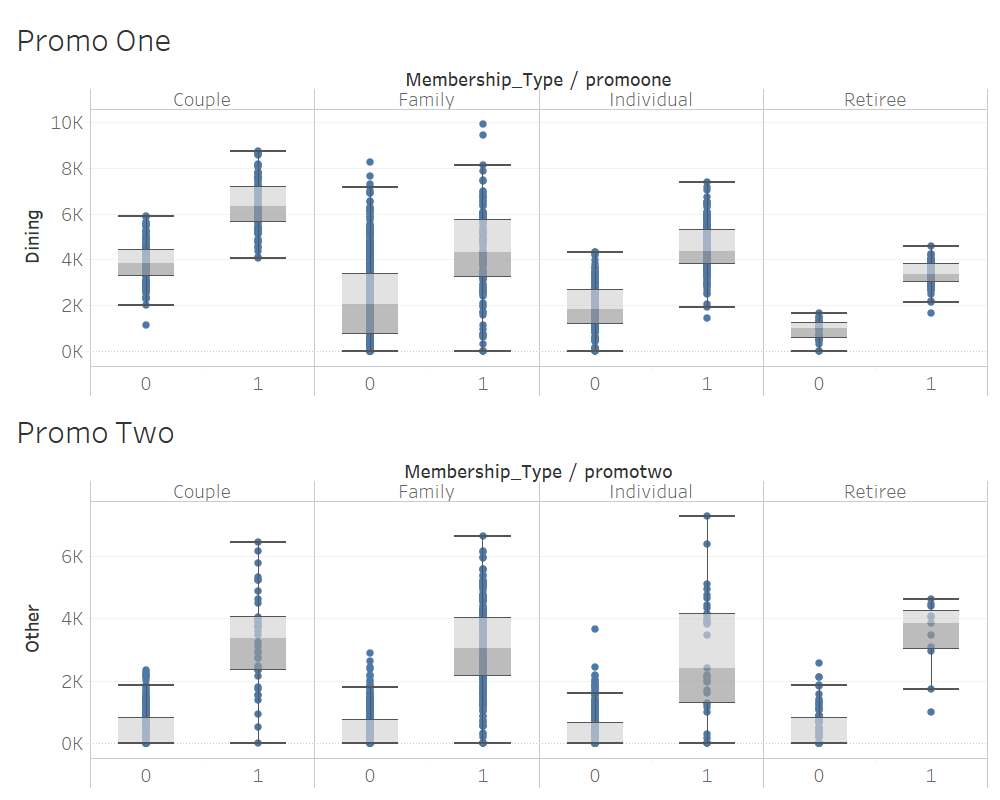 Promo One
Membership_Type / promoone
Couple Family Individual Retiree
10K
8K
6K
4K
2K
0K
Dining
0 1 0 1 0 1 0 1
Promo Two
Membership_Type / promotwo
Couple Family Individual Retiree
6K
4K
2K
0K
Other
0 1 0 1 0 1 0 1